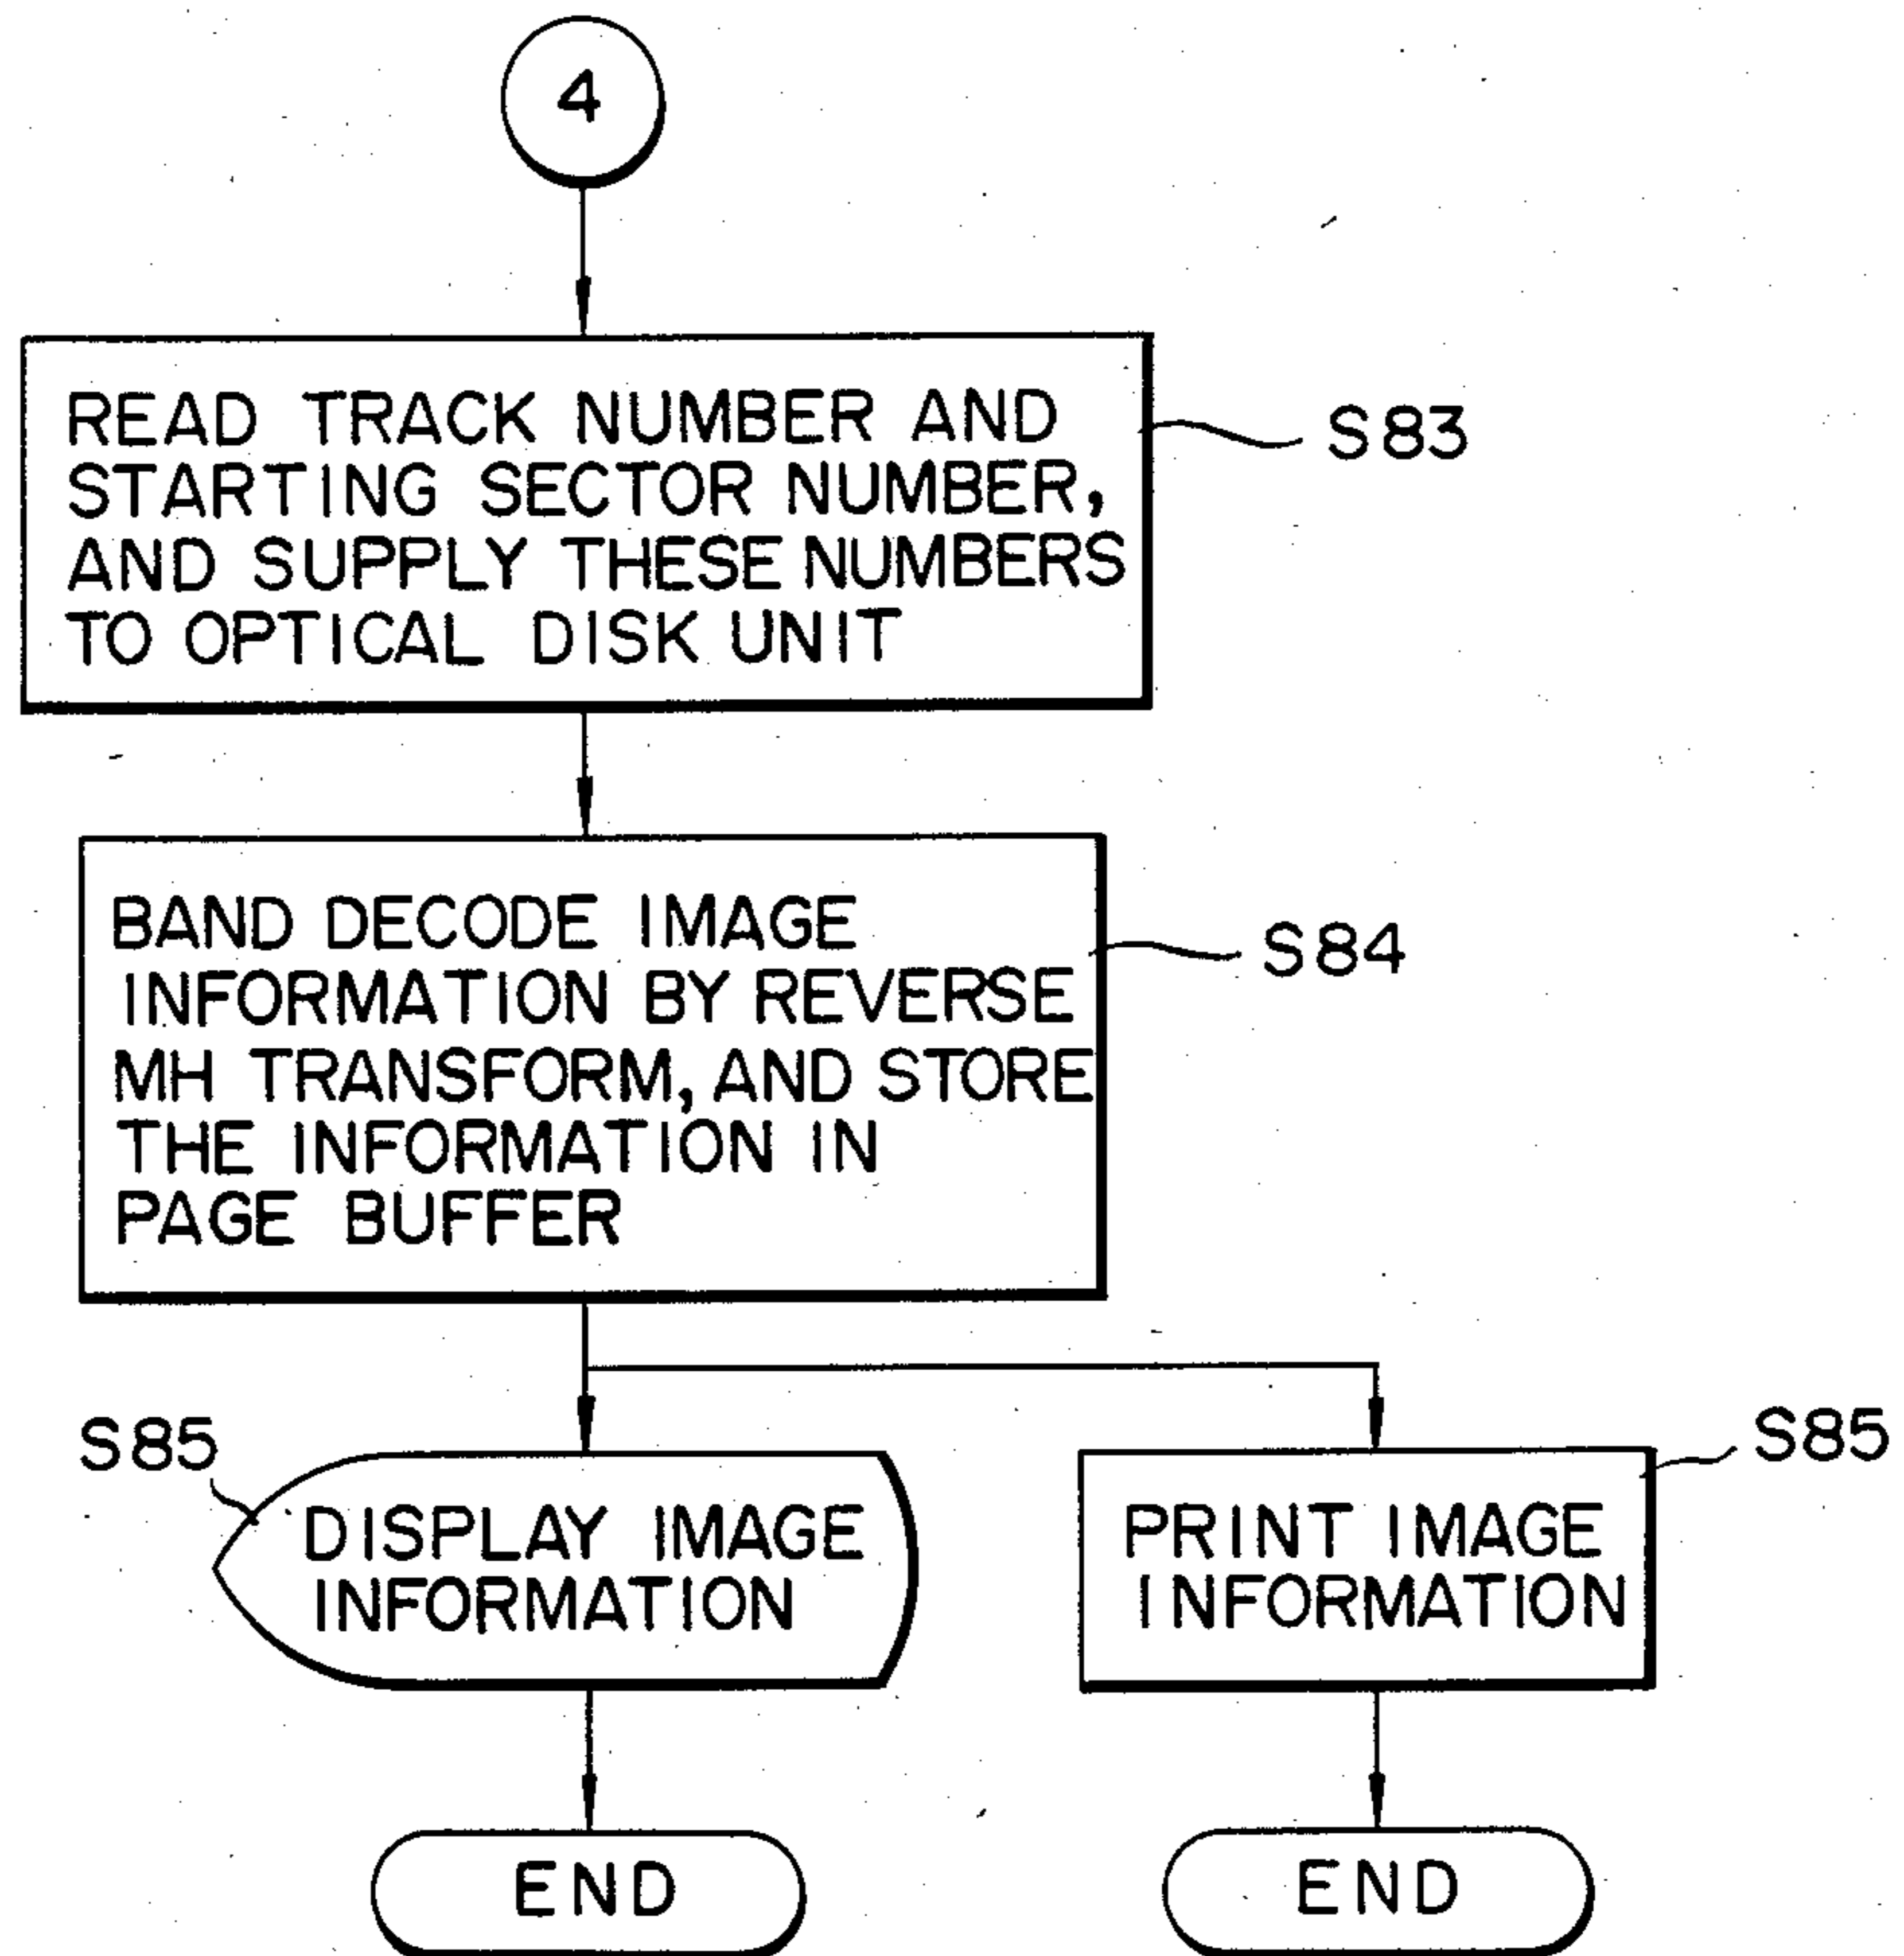 4
READ TRACK NUMBER AND
STARTING SECTOR NUMBER,
AND SUPPLY THESE NUMBERS
TO OPTICAL DISK UNIT
S83
BAND DECODE IMAGE
INFORMATION BY REVERSE
MH TRANSFORM, AND STORE
THE INFORMATION IN
PAGE BUFFER
S84
S85
DISPLAY IMAGE
INFORMATION
PRINT IMAGE
INFORMATION
S85
END
END